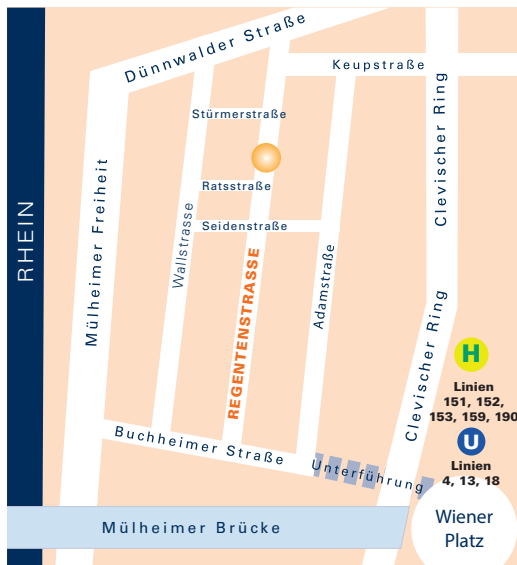 Dünnwalder Straße
Keupstraße
Stürmerstraße
Clevischer Ring
Ratsstraße
RHEIN
Mülheimer Freiheit
Wallstrasse
Seidenstraße
REGENTENSTRASSE
Adamstraße
Clevischer Ring
H
Linien
151, 152,
153, 159, 190
U
Linien
4, 13, 18
Buchheimer Straße
Unterführung
Wiener
Platz
Mülheimer Brücke